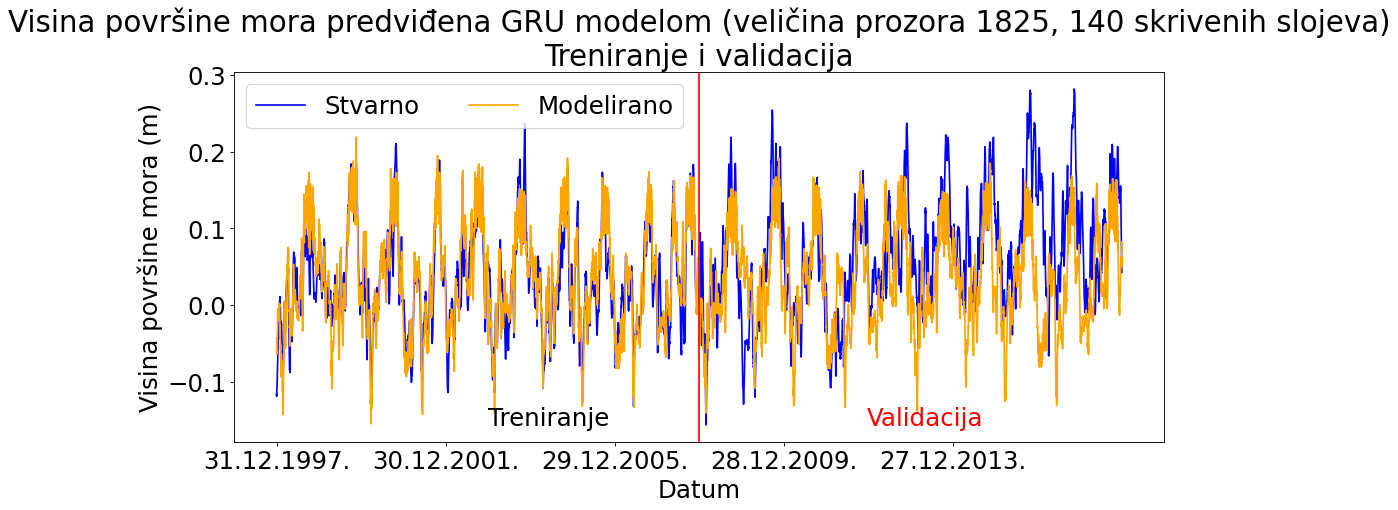 Visina površine mora predviđena GRU modelom (veličina prozora 1825, 140 skrivenih slojeva)
Treniranje i validacija
Stvarno
Modelirano
Visina površine mora (m)
0.3
0.2
0.1
0.0
−0.1
Treniranje
Validacija
31.12.1997.
30.12.2001.
29.12.2005.
28.12.2009.
27.12.2013.
Datum